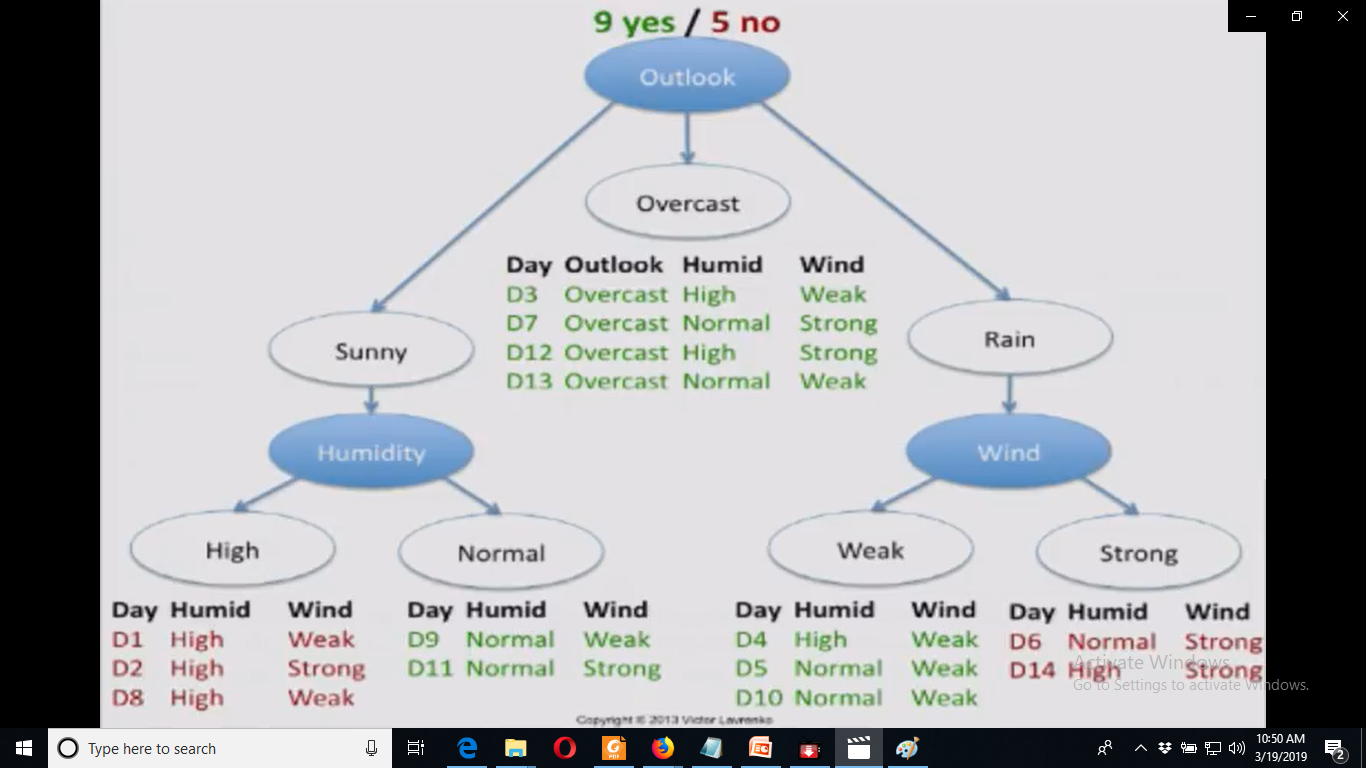 9 yes / 5 no
Outlook
Overcast
Day Outlook Humid Wind
D3 Overcast High Weak
D7 Overcast Normal Strong
D12 Overcast High Strong
D13 Overcast Normal Weak
Sunny
Rain
Humidity
Wind
High
Normal
Weak
Strong
Day Humid Wind
D1 High Weak
D2 High Strong
D8 High Weak
Day Humid Wind
D9 Normal Weak
D11 Normal Strong
Day Humid Wind
D4 High Weak
D5 Normal Weak
D10 Normal Weak
Day Humid Wind
D6 Normal Strong
D14 High Strong
Activate Windows
Go to Settings to activate Windows.
Copyright © 2013 Victor Lavrenko
Type here to search
10:50 AM
3/19/2019
2